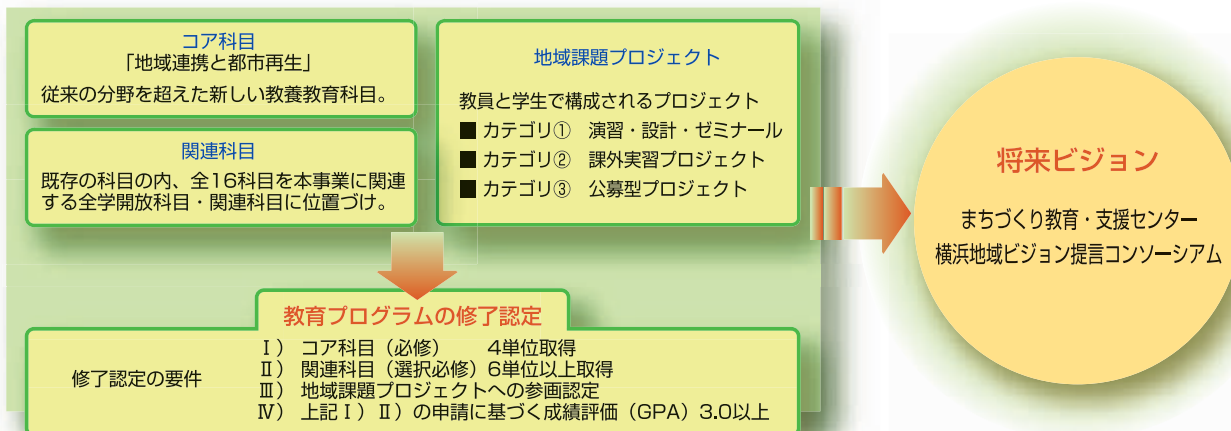 コア科目
「地域連携と都市再生」
従来の分野を超えた新しい教養教育科目。
関連科目
既存の科目の内、全16科目を本事業に関連
する全学開放科目・関連科目に位置づけ。
地域課題プロジェクト
教員と学生で構成されるプロジェクト
■ カテゴリ① 演習・設計・ゼミナール
■ カテゴリ② 課外実習プロジェクト
■ カテゴリ③ 公募型プロジェクト
教育プログラムの修了認定
修了認定の要件
Ⅰ） コア科目（必修） 4単位取得
Ⅱ） 関連科目（選択必修）6単位以上取得
Ⅲ） 地域課題プロジェクトへの参画認定
Ⅳ） 上記Ⅰ）Ⅱ）の申請に基づく成績評価（GPA）3.0以上
将来ビジョン
まちづくり教育・支援センター
横浜地域ビジョン提言コンソーシアム